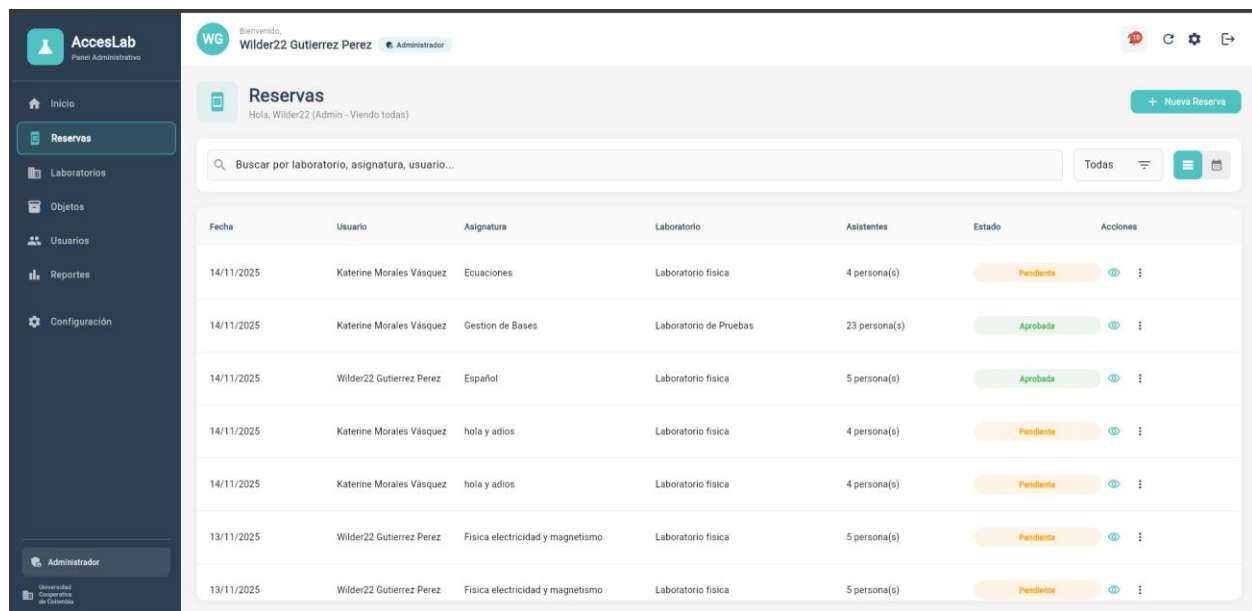 AccesLab
Panel Administrativo
Inicio
Reservas
Laboratorios
Objetos
Usuarios
Reportes
Configuración
Administrador
Universidad
Cooperativa
de Colombia
WG
Bienvenido,
Wilder22 Gutierrez Perez Administrador
10
Reservas
Hola, Wilder22 (Admin - Viendo todas)
+ Nueva Reserva
Buscar por laboratorio, asignatura, usuario...
Todas
Fecha Usuario Asignatura Laboratorio Asistentes Estado Acciones
14/11/2025 Katerine Morales Vásquez Ecuaciones Laboratorio fisica 4 persona(s) Pendiente
14/11/2025 Katerine Morales Vásquez Gestion de Bases Laboratorio de Pruebas 23 persona(s) Aprobada
14/11/2025 Wilder22 Gutierrez Perez Español Laboratorio fisica 5 persona(s) Aprobada
14/11/2025 Katerine Morales Vásquez hola y adios Laboratorio fisica 4 persona(s) Pendiente
14/11/2025 Katerine Morales Vásquez hola y adios Laboratorio fisica 4 persona(s) Pendiente
13/11/2025 Wilder22 Gutierrez Perez Fisica electricidad y magnetismo Laboratorio fisica 5 persona(s) Pendiente
13/11/2025 Wilder22 Gutierrez Perez Fisica electricidad y magnetismo Laboratorio fisica 5 persona(s) Pendiente